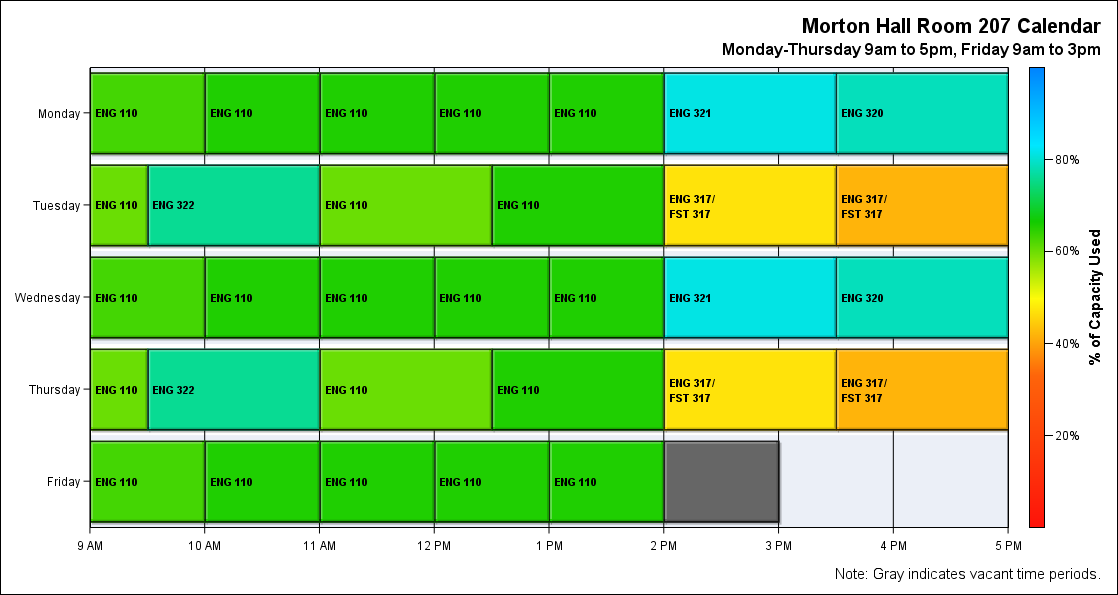 Morton Hall Room 207 Calendar
Monday-Thursday 9am to 5pm, Friday 9am to 3pm
Monday
ENG 110
ENG 110
ENG 110
ENG 110
ENG 110
ENG 321
ENG 320
Tuesday
ENG 110
ENG 322
ENG 110
ENG 110
ENG 317/
FST 317
ENG 317/
FST 317
Wednesday
ENG 110
ENG 110
ENG 110
ENG 110
ENG 110
ENG 321
ENG 320
Thursday
ENG 110
ENG 322
ENG 110
ENG 110
ENG 317/
FST 317
ENG 317/
FST 317
Friday
ENG 110
ENG 110
ENG 110
ENG 110
ENG 110
9 AM
10 AM
11 AM
12 PM
1 PM
2 PM
3 PM
4 PM
5 PM
80%
60%
40%
20%
% of Capacity Used
Note: Gray indicates vacant time periods.